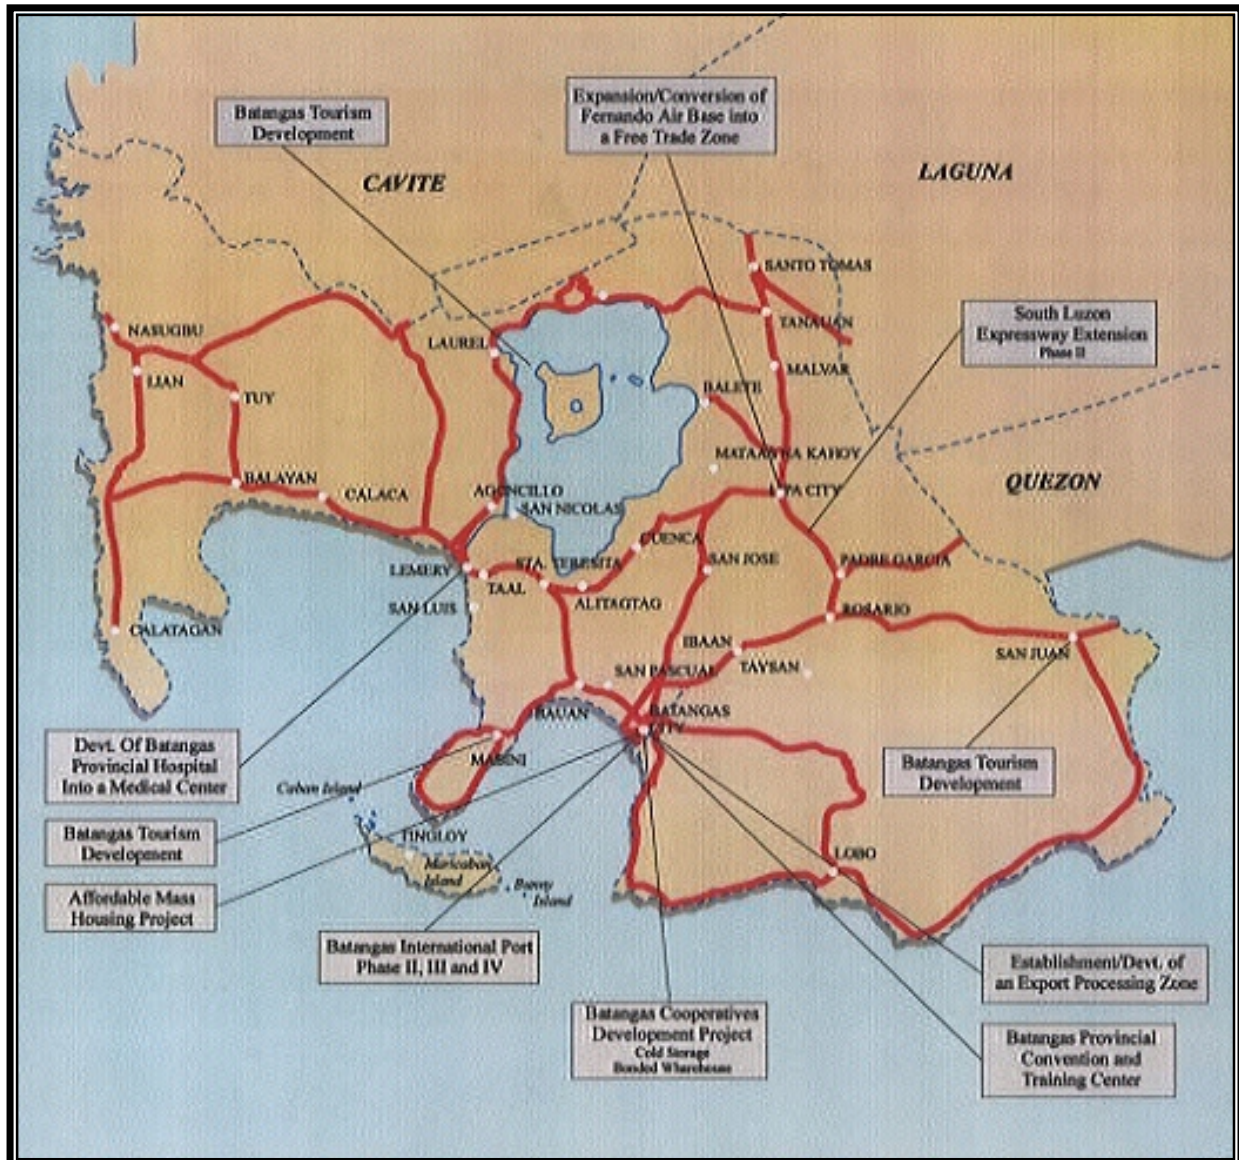 Batangas Tourism
Development
Expansion/Conversion of
Fernando Air Base into
a Free Trade Zone
CAVITE
LAGUNA
SANTO TOMAS
TANAUAN
South Luzon
Expressway Extension
Phase II
NASUGBU
LAUREL
LIAN
MALVAR
TUY
BALETE
MATAAS NA KAHOY
BALAYAN
CALACA
AGONCILLO
SAN NICOLAS
LIPA CITY
QUEZON
CUENCA
LEMERY
TAAL
STA. TERESITA
SAN JOSE
PADRE GARCIA
SAN LUIS
ALITAGTAG
ROSARIO
CALATAGAN
IBAAN
TAYSAN
SAN JUAN
SAN PASCUAL
BAUAN
BATANGAS
CITY
Devt. Of Batangas
Provincial Hospital
Into a Medical Center
MABINI
Batangas Tourism
Development
Caban Island
Batangas Tourism
Development
TINGLOY
Maricaban
Island
Island
LOBO
Affordable Mass
Housing Project
Batangas International Port
Phase II, III and IV
Establishment/Devt. of
an Export Processing Zone
Batangas Cooperatives
Development Project
Cold Storage
Bonded Wharehouse
Batangas Provincial
Convention and
Training Center